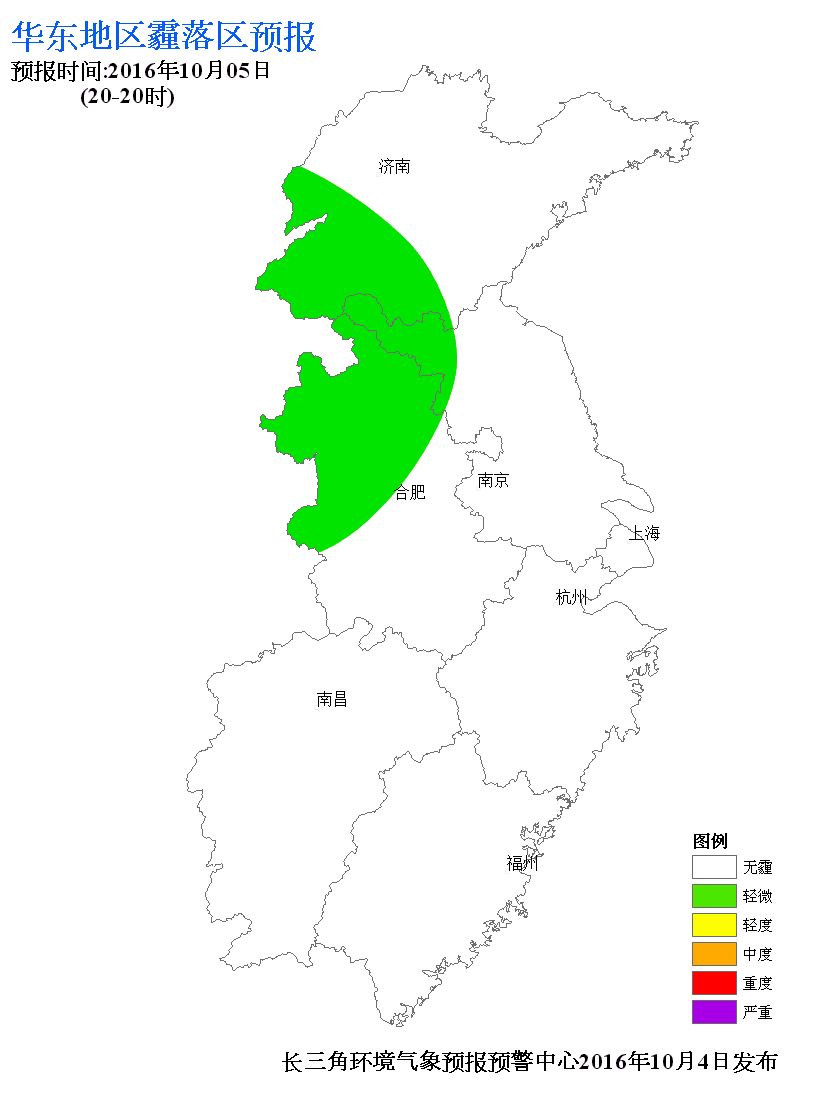 华东地区霾落区预报
预报时间:2016年10月05日
(20-20时)
济南
合肥
南京
上海
杭州
南昌
福州
图例
无霾
轻微
轻度
中度
重度
严重
长三角环境气象预报预警中心2016年10月4日发布